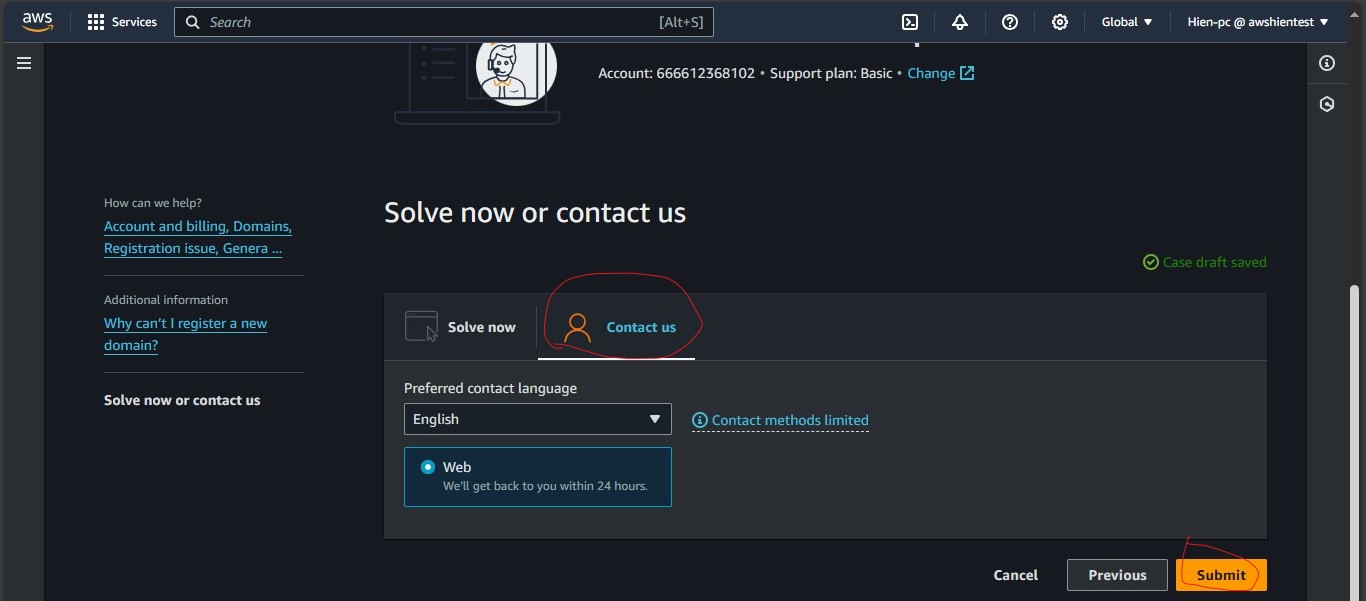 aws
Services
Search
[Alt+S]
Global
Hien-pc @ awshientest
Account: 666612368102 • Support plan: Basic • Change
How can we help?
Account and billing, Domains,
Registration issue, Genera ...
Additional information
Why can't I register a new
domain?
Solve now or contact us
Solve now or contact us
Case draft saved
Solve now
Contact us
Preferred contact language
English
Contact methods limited
Web
We'll get back to you within 24 hours.
Cancel
Previous
Submit